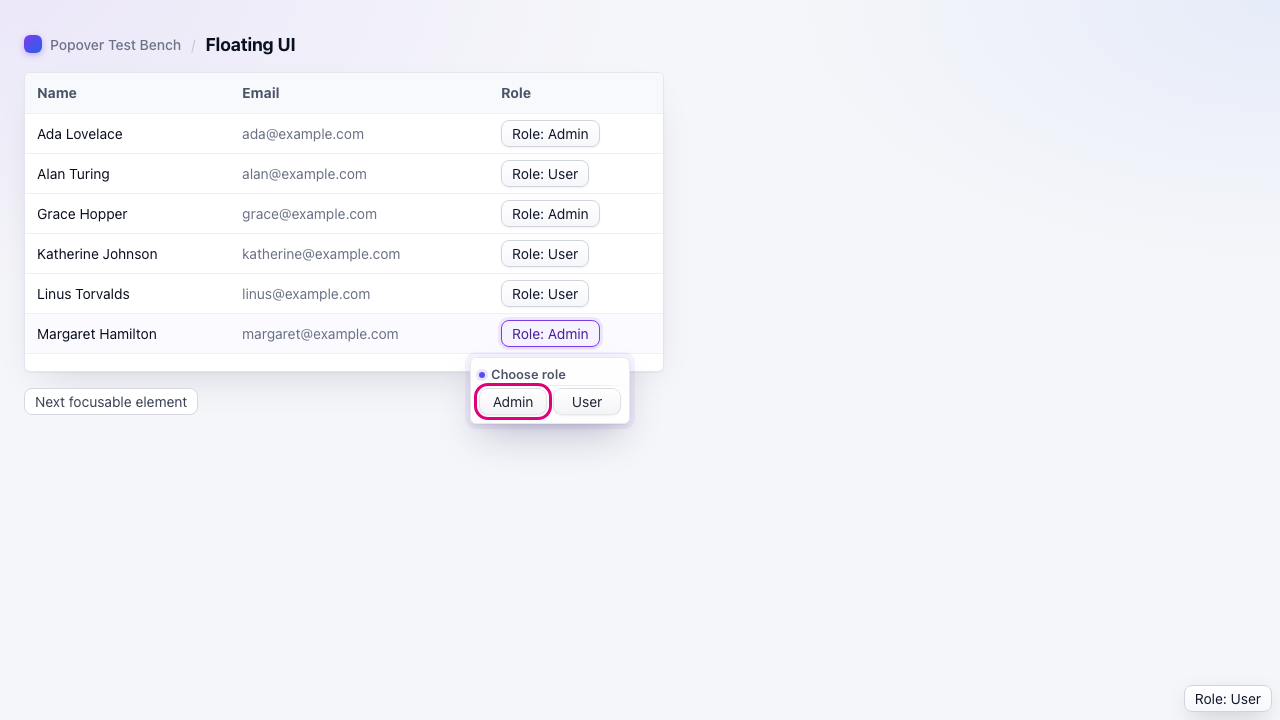 Popover Test Bench / Floating UI
Name Email Role
Ada Lovelace ada@example.com Role: Admin
Alan Turing alan@example.com Role: User
Grace Hopper grace@example.com Role: Admin
Katherine Johnson katherine@example.com Role: User
Linus Torvalds linus@example.com Role: User
Margaret Hamilton margaret@example.com Role: Admin
Choose role
Admin User
Next focusable element
Role: User